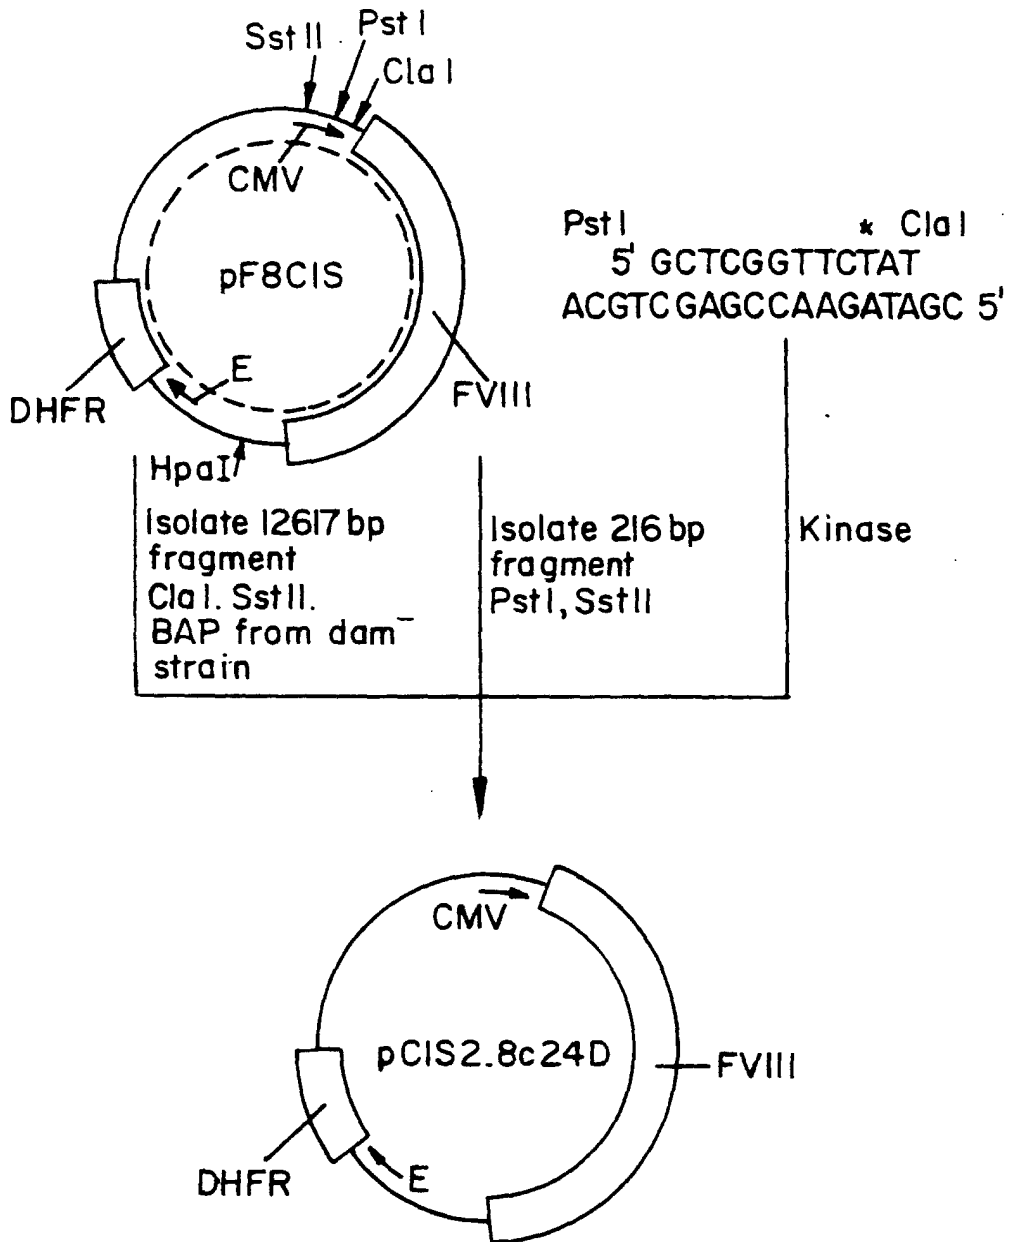 Sst II
Pst I
Cla I
CMV
pF8CIS
E
DHFR
FVIII
HpaI
Pst I * Cla I
5' GCTCGGTTCTAT
ACGTCGAGCCAAGATAGC 5'
Isolate 12617 bp
fragment
Cla I. Sst II.
BAP from dam⁻
strain
Isolate 216 bp
fragment
Pst I, Sst II
Kinase
CMV
pCIS2.8c24D
FVIII
DHFR
E